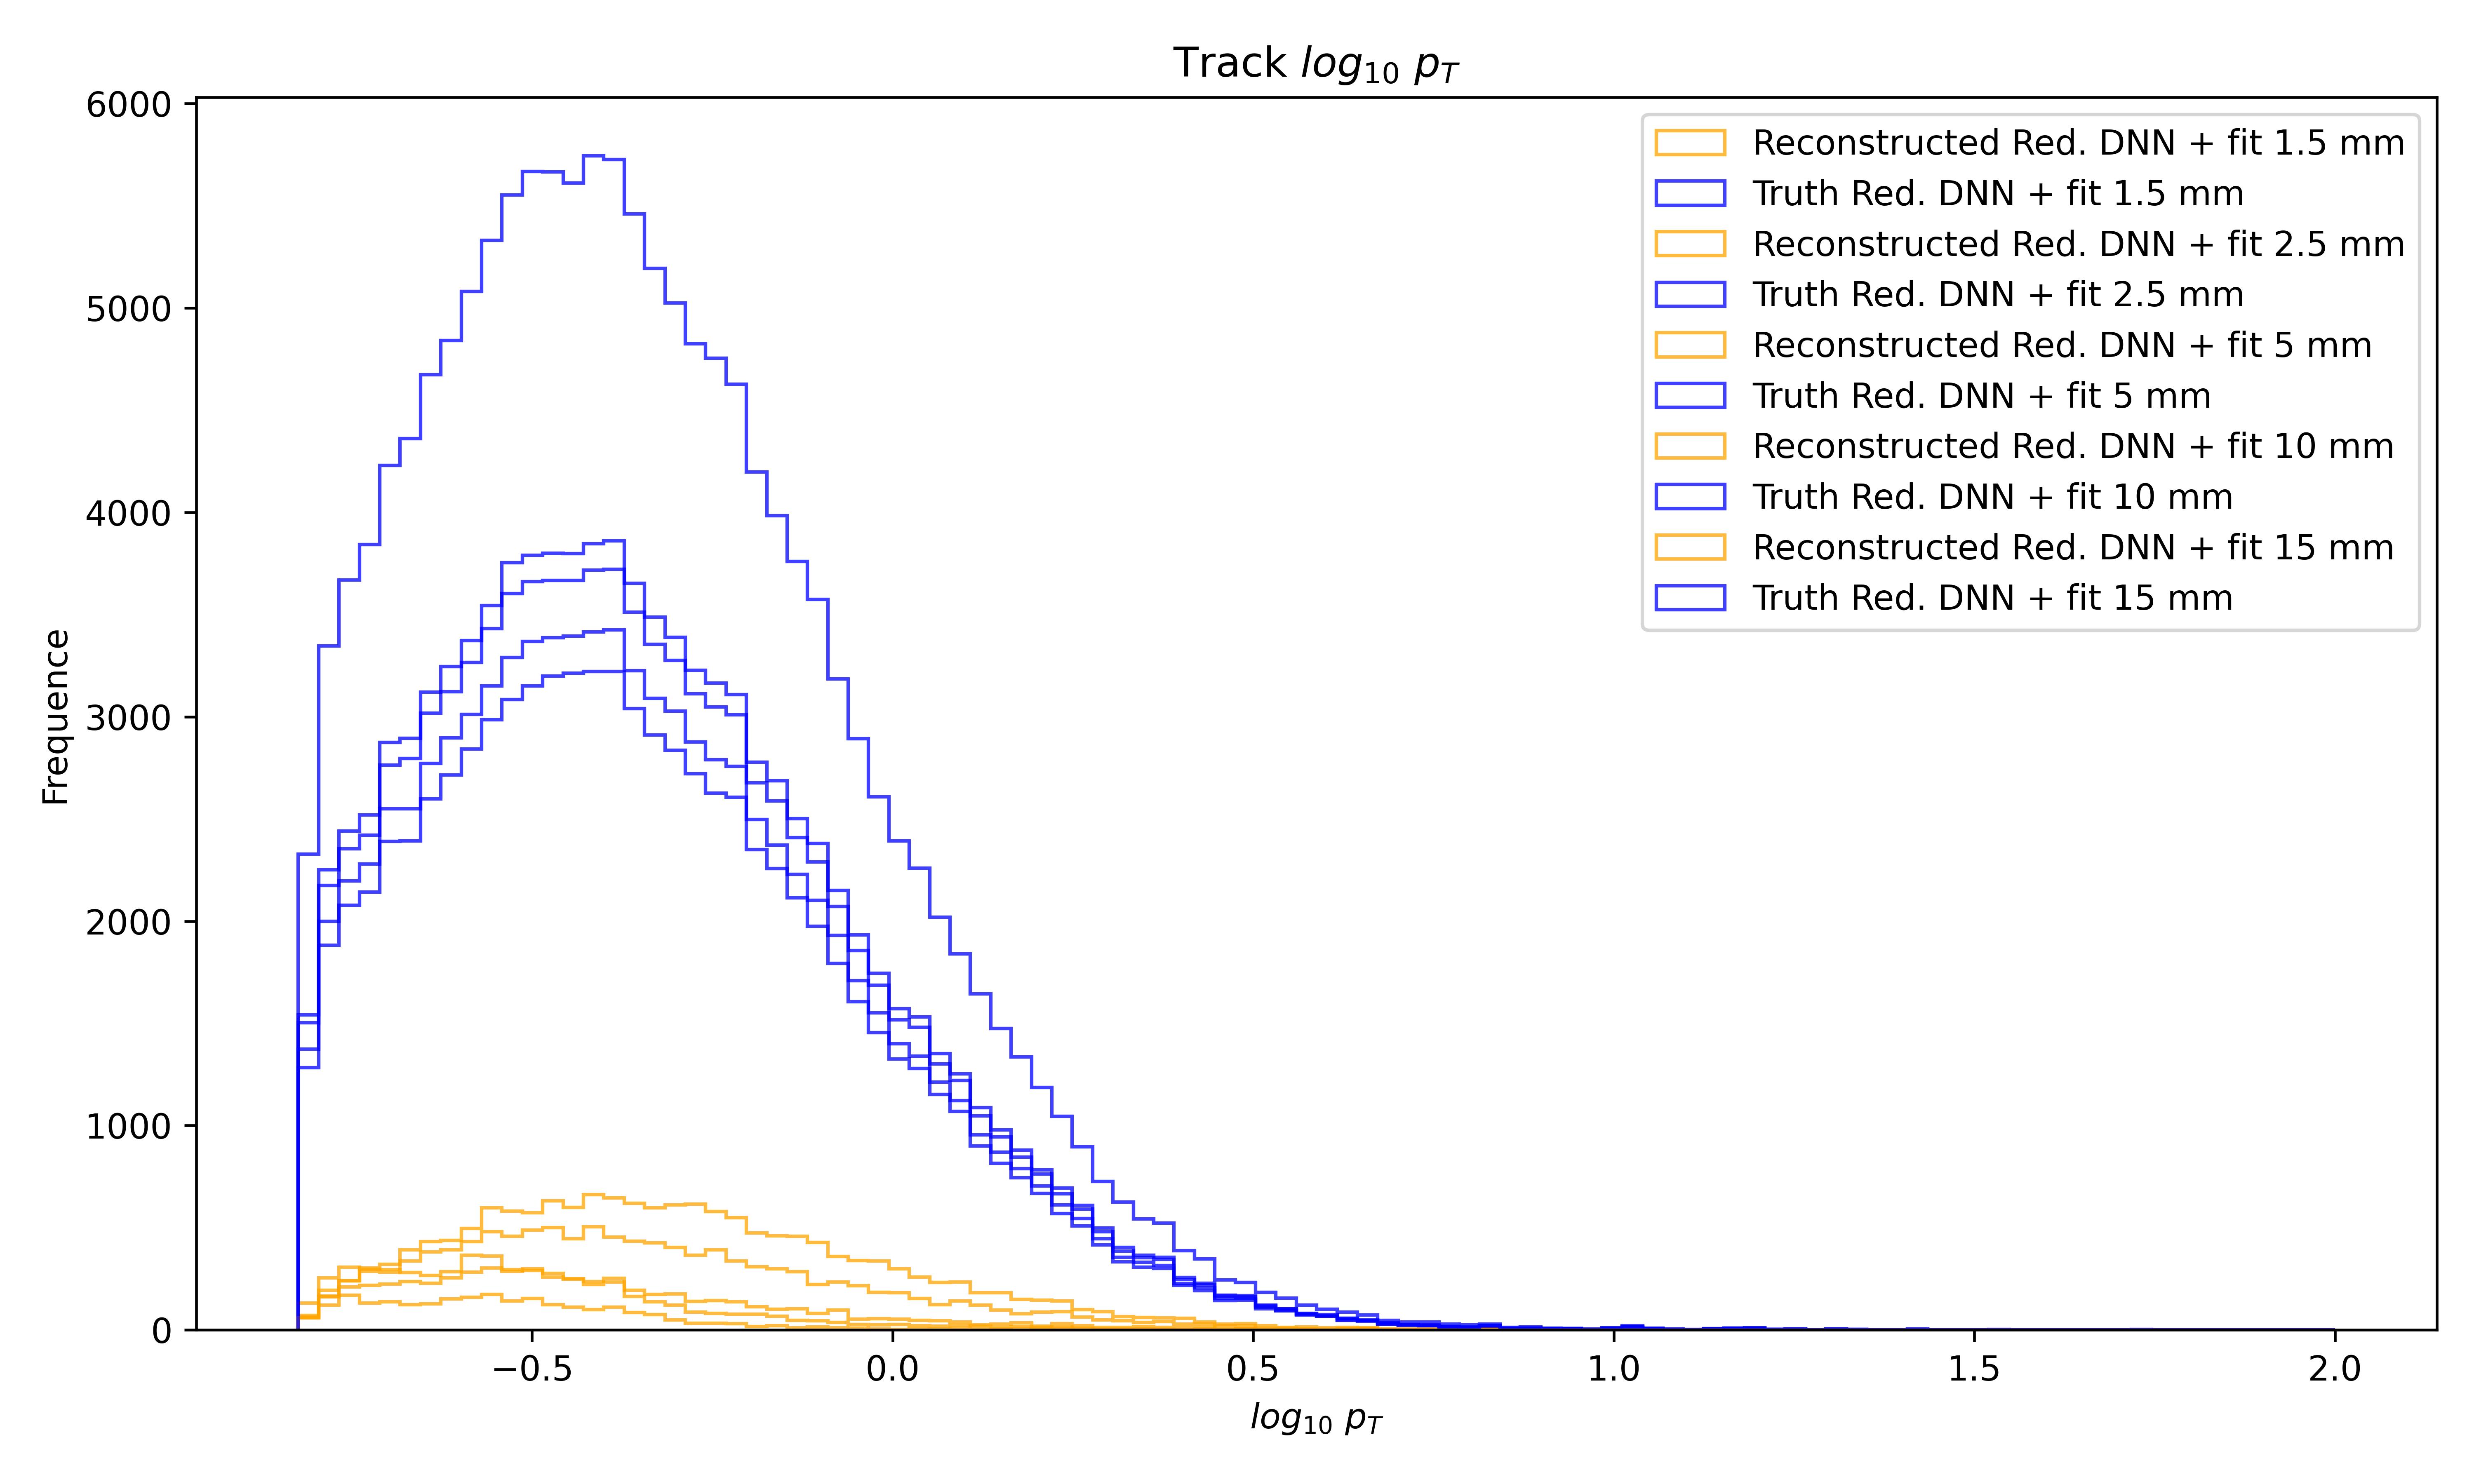 Track log₁₀ p_T
6000
5000
4000
3000
2000
1000
0
Frequence
Reconstructed Red. DNN + fit 1.5 mm
Truth Red. DNN + fit 1.5 mm
Reconstructed Red. DNN + fit 2.5 mm
Truth Red. DNN + fit 2.5 mm
Reconstructed Red. DNN + fit 5 mm
Truth Red. DNN + fit 5 mm
Reconstructed Red. DNN + fit 10 mm
Truth Red. DNN + fit 10 mm
Reconstructed Red. DNN + fit 15 mm
Truth Red. DNN + fit 15 mm
−0.5 0.0 0.5 1.0 1.5 2.0
log₁₀ p_T